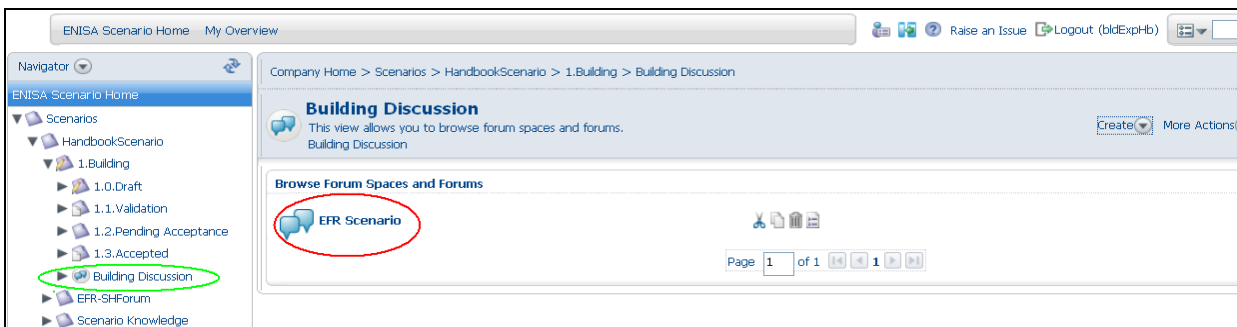 ENISA Scenario Home My Overview
Raise an Issue Logout (bldExpHb)
Navigator
ENISA Scenario Home
Scenarios
HandbookScenario
1.Building
1.0.Draft
1.1.Validation
1.2.Pending Acceptance
1.3.Accepted
Building Discussion
EFR-SHForum
Scenario Knowledge
Company Home > Scenarios > HandbookScenario > 1.Building > Building Discussion
Building Discussion
This view allows you to browse forum spaces and forums.
Building Discussion
Create More Actions
Browse Forum Spaces and Forums
EFR Scenario
Page 1 of 1 1